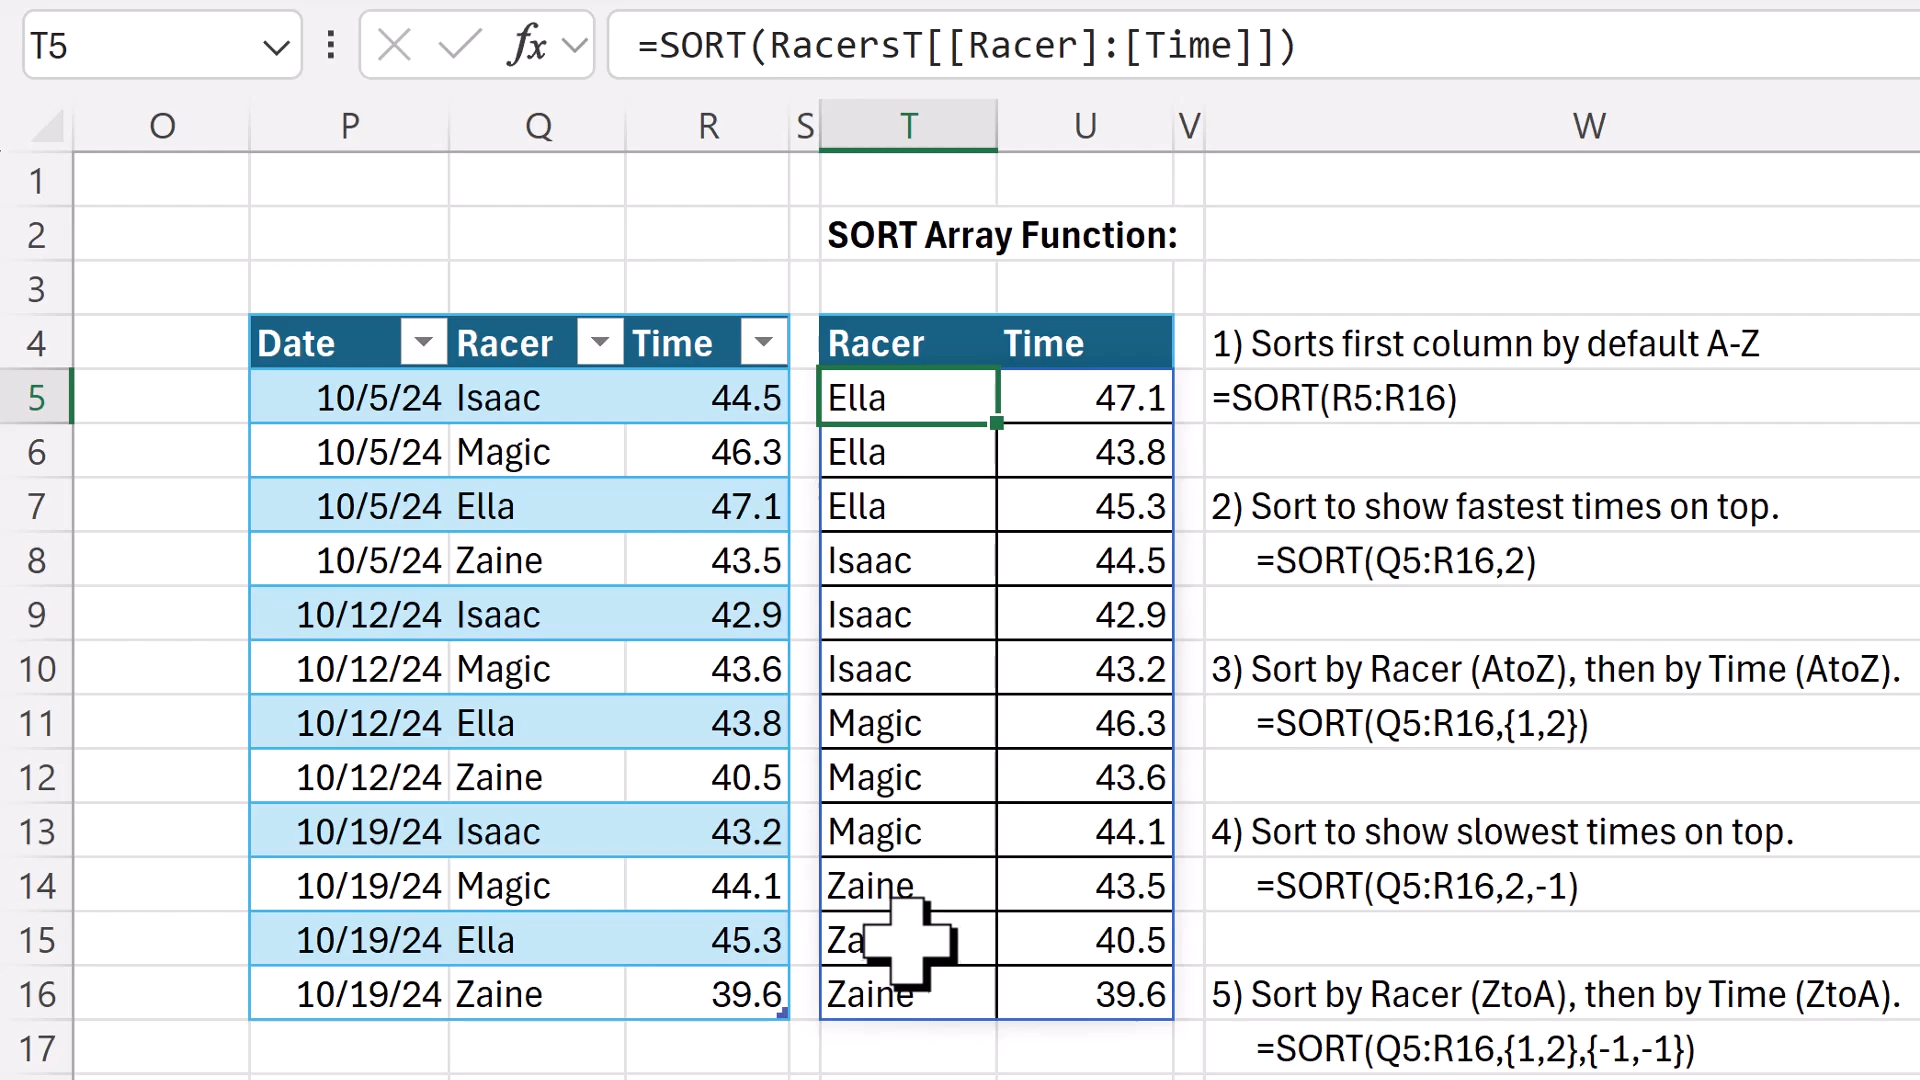 T5
fx
=SORT(RacersT[[Racer]:[Time]])
O P Q R S T U V W
1
2 SORT Array Function:
3
4 Date Racer Time Racer Time 1) Sorts first column by default A-Z
5 10/5/24 Isaac 44.5 Ella 47.1 =SORT(R5:R16)
6 10/5/24 Magic 46.3 Ella 43.8
7 10/5/24 Ella 47.1 Ella 45.3 2) Sort to show fastest times on top.
8 10/5/24 Zaine 43.5 Isaac 44.5 =SORT(Q5:R16,2)
9 10/12/24 Isaac 42.9 Isaac 42.9
10 10/12/24 Magic 43.6 Isaac 43.2 3) Sort by Racer (AtoZ), then by Time (AtoZ).
11 10/12/24 Ella 43.8 Magic 46.3 =SORT(Q5:R16,{1,2})
12 10/12/24 Zaine 40.5 Magic 43.6
13 10/19/24 Isaac 43.2 Magic 44.1 4) Sort to show slowest times on top.
14 10/19/24 Magic 44.1 Zaine 43.5 =SORT(Q5:R16,2,-1)
15 10/19/24 Ella 45.3 Za 40.5
16 10/19/24 Zaine 39.6 Zaine 39.6 5) Sort by Racer (ZtoA), then by Time (ZtoA).
17 =SORT(Q5:R16,{1,2},{-1,-1})